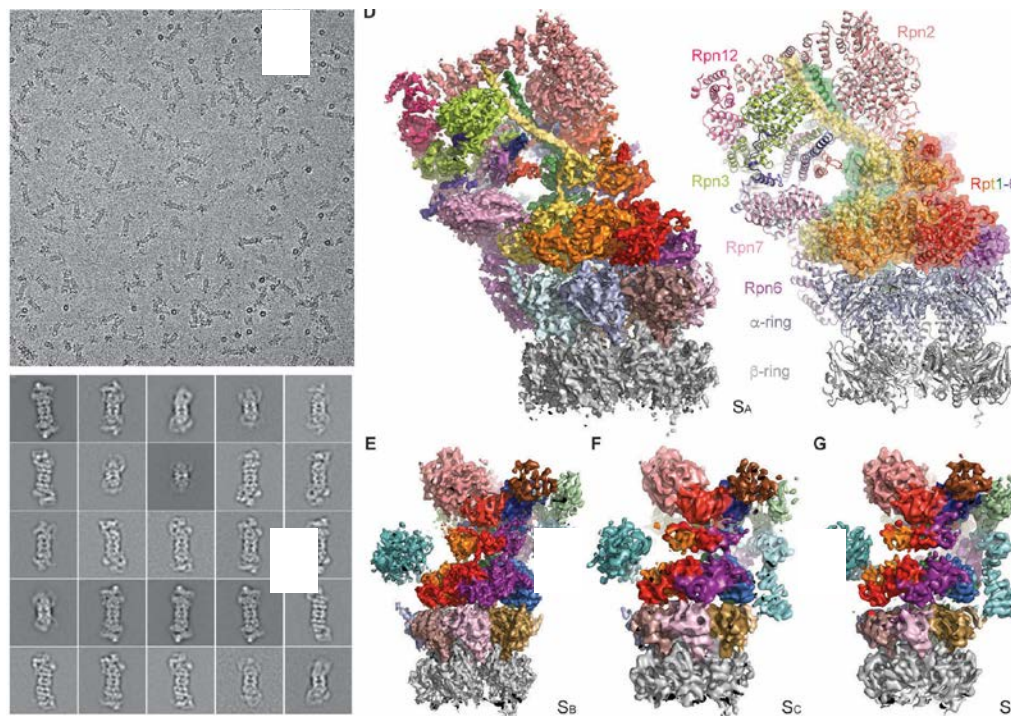 D
Rpn12
Rpn2
Rpn3
Rpt1-
Rpn7
Rpn6
α-ring
β-ring
SA
E
F
G
SB
SC
S